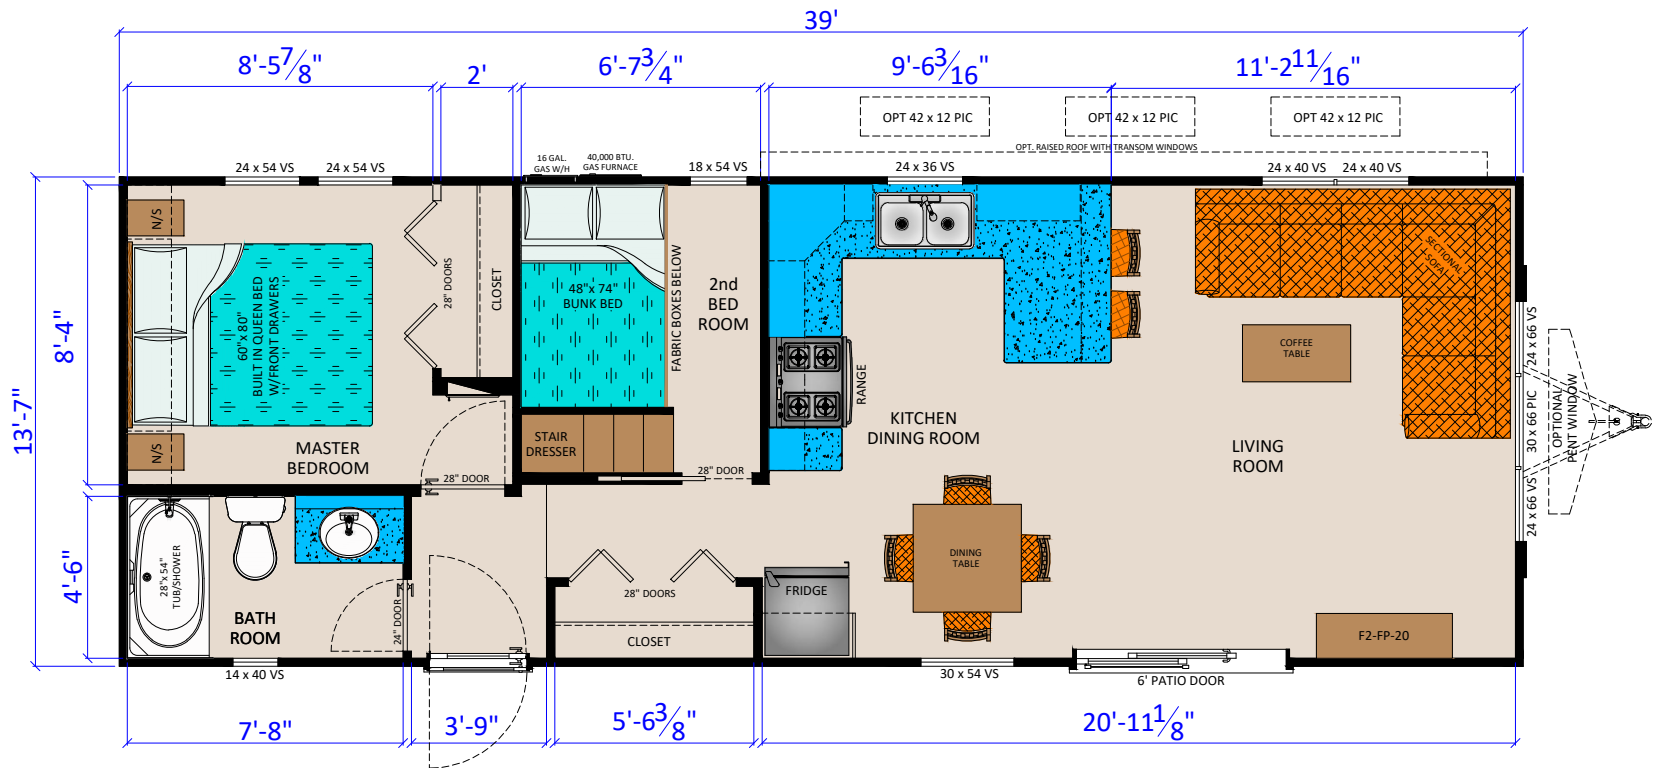 39'
8'-5 7/8"
2'
6'-7 3/4"
9'-6 3/16"
11'-2 11/16"
OPT 42 x 12 PIC
OPT 42 x 12 PIC
OPT 42 x 12 PIC
OPT. RAISED ROOF WITH TRANSOM WINDOWS
24 x 54 VS
24 x 54 VS
16 GAL.
GAS W/H
40,000 BTU.
GAS FURNACE
18 x 54 VS
24 x 36 VS
24 x 40 VS
24 x 40 VS
13'-7"
8'-4"
4'-6"
N/S
60" x 80"
BUILT IN QUEEN BED
W/FRONT DRAWERS
N/S
MASTER
BEDROOM
28" DOORS
CLOSET
28" DOOR
48"x 74"
BUNK BED
FABRIC BOXES BELOW
2nd
BED
ROOM
STAIR
DRESSER
28" DOOR
RANGE
KITCHEN
DINING ROOM
SECTIONAL
SOFA
COFFEE
TABLE
LIVING
ROOM
24 x 66 VS
30 x 66 PIC
24 x 66 VS
OPTIONAL
PENT WINDOW
28"x 54"
TUB/SHOWER
BATH
ROOM
24" DOOR
28" DOORS
CLOSET
FRIDGE
DINING
TABLE
F2-FP-20
14 x 40 VS
30 x 54 VS
6' PATIO DOOR
7'-8"
3'-9"
5'-6 3/8"
20'-11 1/8"